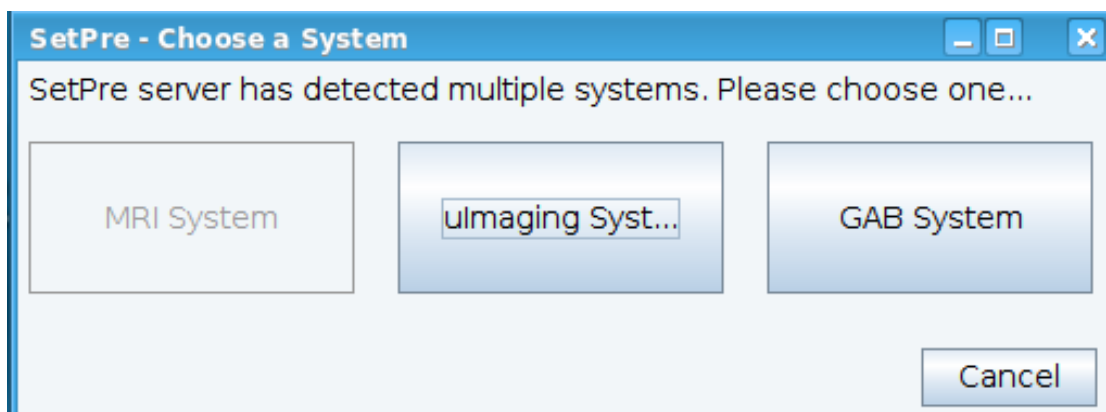 SetPre - Choose a System
SetPre server has detected multiple systems. Please choose one...
MRI System
uImaging Syst...
GAB System
Cancel